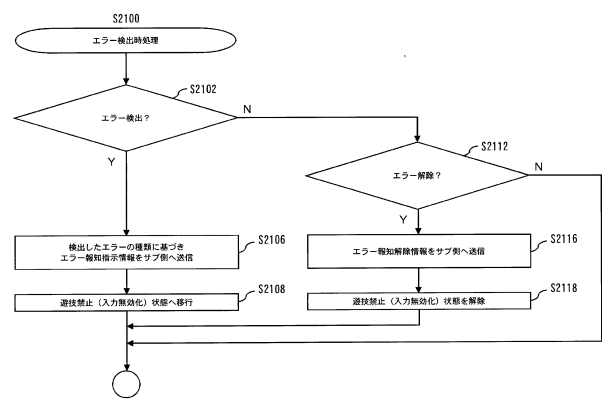 S2100
エラー検出時処理
S2102
エラー検出？
N
Y
S2112
エラー解除？
N
Y
検出したエラーの種類に基づき
エラー報知指示情報をサブ側へ送信
S2106
エラー報知解除情報をサブ側へ送信
S2116
遊技禁止（入力無効化）状態へ移行
S2108
遊技禁止（入力無効化）状態を解除
S2118